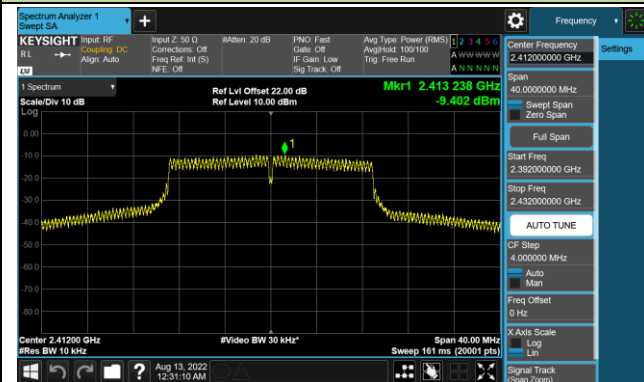 Spectrum Analyzer 1
Swept SA
+
Frequency
KEYSIGHT
RL
Input: RF
Coupling: DC
Align: Auto
Input Z: 50 Ω
Corrections: Off
Freq Ref: Int (S)
NFE: Off
#Atten: 20 dB
PNO: Fast
Gate: Off
IF Gain: Low
Sig Track: Off
Avg Type: Power (RMS)
Avg|Hold: 100/100
Trig: Free Run
1 2 3 4 5 6
A W W W W W
A N N N N N
LXI
1 Spectrum
Scale/Div 10 dB
Log
Ref Lvl Offset 22.00 dB
Ref Level 10.00 dBm
Mkr1 2.413 238 GHz
-9.402 dBm
1
0.00
-10.0
-20.0
-30.0
-40.0
-50.0
-60.0
-70.0
-80.0
Center 2.41200 GHz
#Res BW 10 kHz
#Video BW 30 kHz*
Span 40.00 MHz
Sweep 161 ms (20001 pts)
?
Aug 13, 2022
12:31:10 AM
Center Frequency
2.412000000 GHz
Settings
Span
40.0000000 MHz
Swept Span
Zero Span
Full Span
Start Freq
2.392000000 GHz
Stop Freq
2.432000000 GHz
AUTO TUNE
CF Step
4.000000 MHz
Auto
Man
Freq Offset
0 Hz
X Axis Scale
Log
Lin
Signal Track
(Span Zoom)